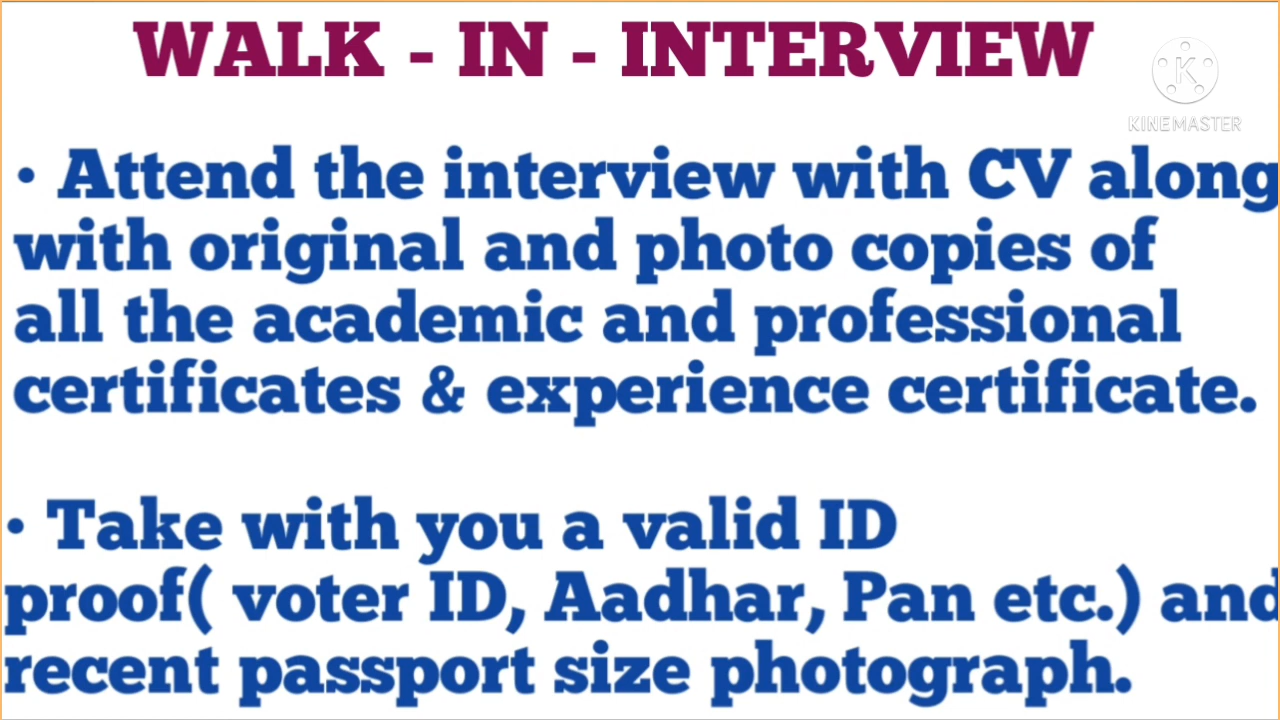 WALK - IN - INTERVIEW
K
KINEMASTER
• Attend the interview with CV along
with original and photo copies of
all the academic and professional
certificates & experience certificate.
• Take with you a valid ID
proof( voter ID, Aadhar, Pan etc.) and
recent passport size photograph.